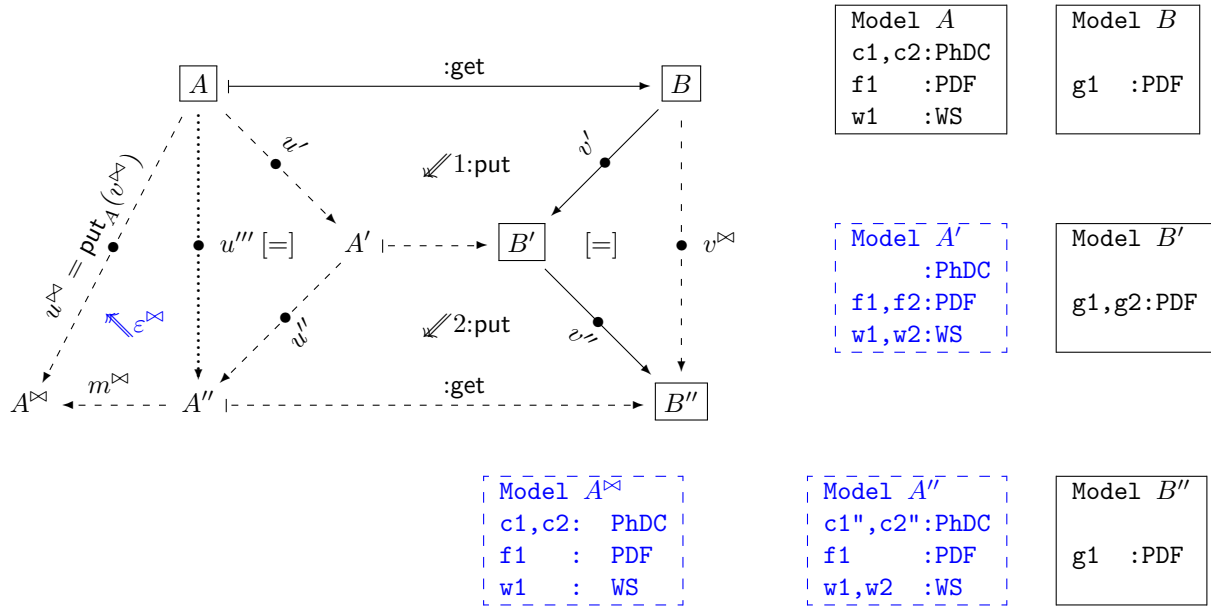 :get
A
B
u′
v′
1:put
u⋈ = put_A(v⋈)
u‴ [=]
A′
B′
[=]
v⋈
ε⋈
u″
2:put
v″
m⋈
:get
A⋈
A″
B″
Model A
c1,c2:PhDC
f1 :PDF
w1 :WS
Model B
g1 :PDF
Model A′
:PhDC
f1,f2:PDF
w1,w2:WS
Model B′
g1,g2:PDF
Model A⋈
c1,c2: PhDC
f1 : PDF
w1 : WS
Model A″
c1",c2":PhDC
f1 :PDF
w1,w2 :WS
Model B″
g1 :PDF